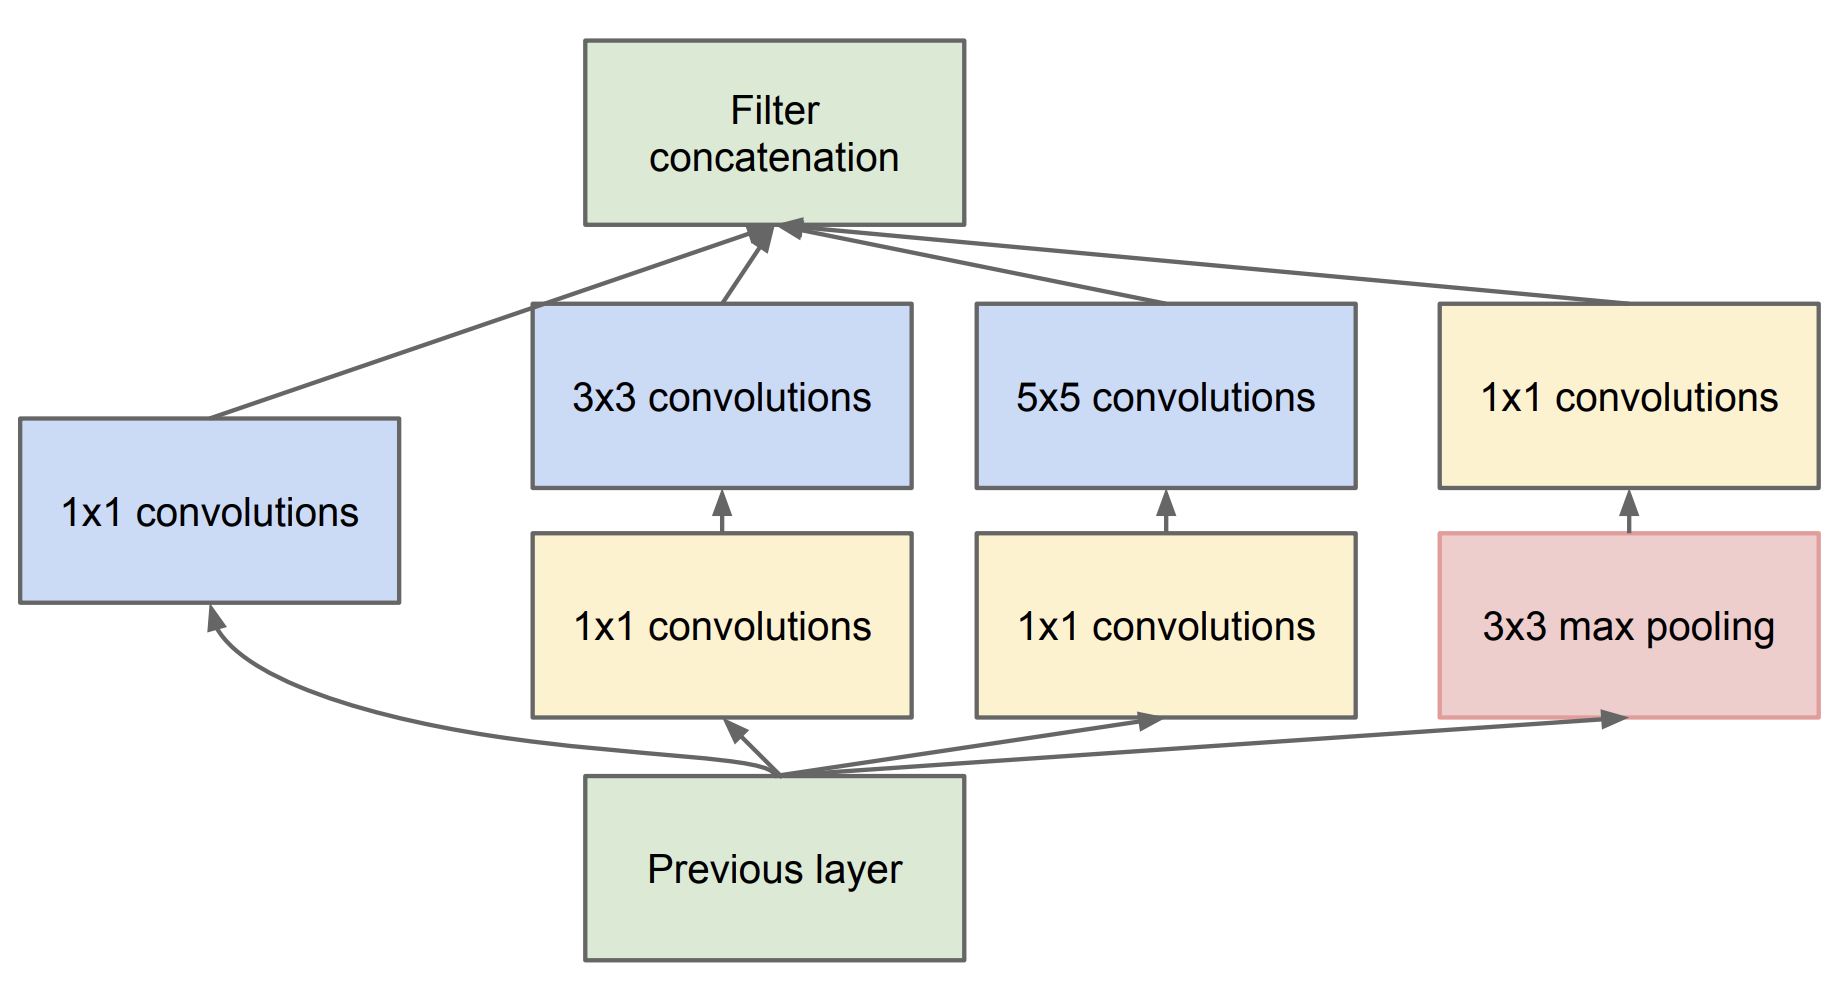 Filter
concatenation
3x3 convolutions
5x5 convolutions
1x1 convolutions
1x1 convolutions
1x1 convolutions
1x1 convolutions
3x3 max pooling
Previous layer